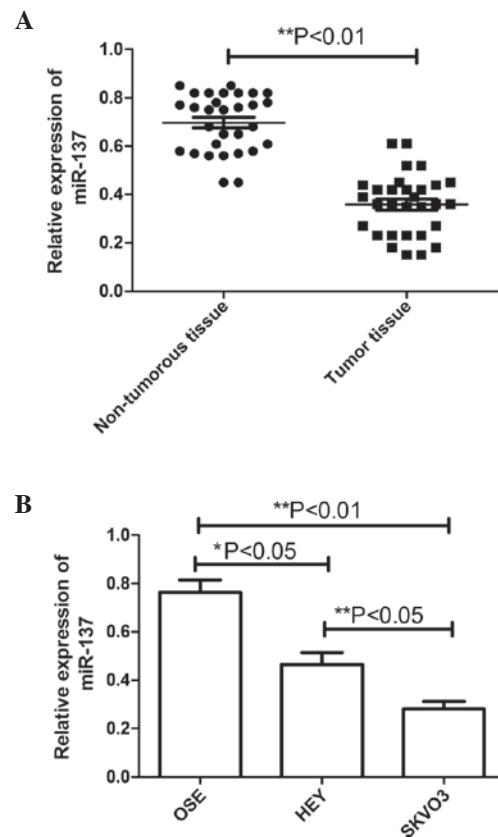 A
**P<0.01
1.0
0.8
0.6
0.4
0.2
0.0
Relative expression of
miR-137
Non-tumorous tissue
Tumor tissue
B
**P<0.01
*P<0.05
**P<0.05
1.0
0.8
0.6
0.4
0.2
0.0
Relative expression of
miR-137
OSE
HEY
SKVO3